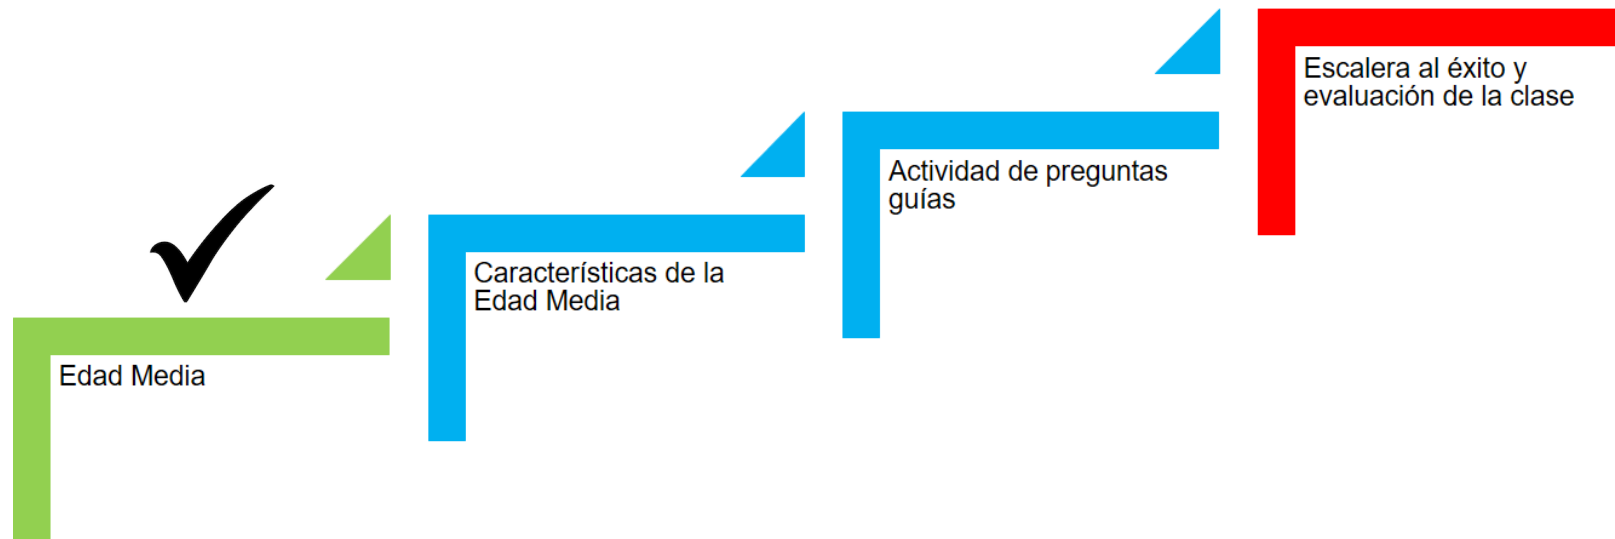 Edad Media
Características de la
Edad Media
Actividad de preguntas
guías
Escalera al éxito y
evaluación de la clase